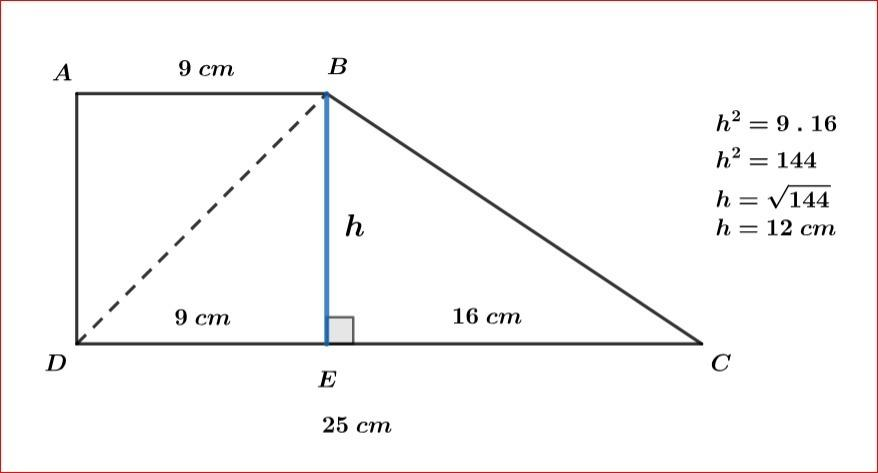 A
9 cm
B
h² = 9 . 16
h² = 144
h = √144
h = 12 cm
h
9 cm
16 cm
D
E
C
25 cm